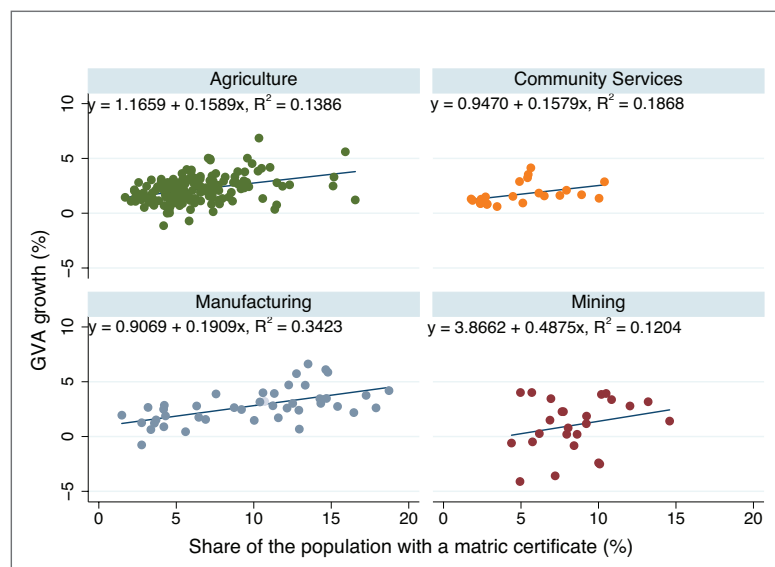 Agriculture
Community Services
y = 1.1659 + 0.1589x, R² = 0.1386
y = 0.9470 + 0.1579x, R² = 0.1868
10
5
0
−5
Manufacturing
Mining
y = 0.9069 + 0.1909x, R² = 0.3423
y = 3.8662 + 0.4875x, R² = 0.1204
10
5
0
−5
GVA growth (%)
0 5 10 15 20 0 5 10 15 20
Share of the population with a matric certificate (%)